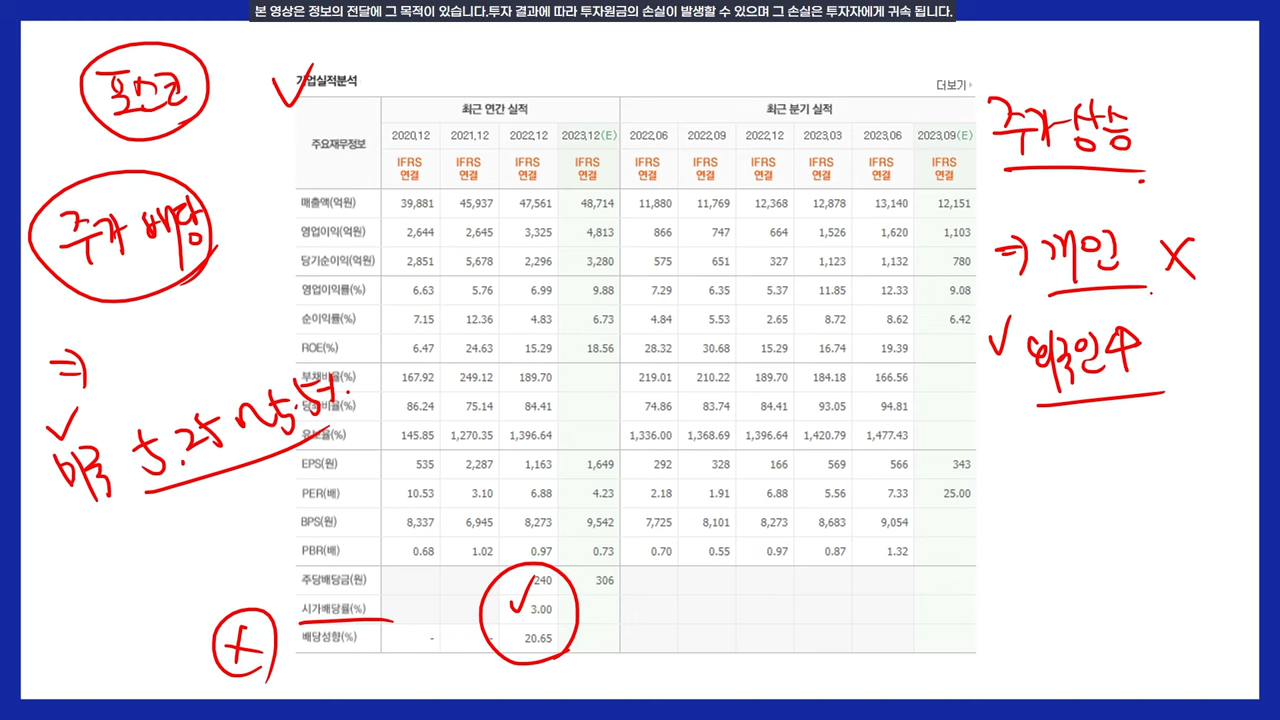 본 영상은 정보의 전달에 그 목적이 있습니다.투자 결과에 따라 투자원금의 손실이 발생할 수 있으며 그 손실은 투자자에게 귀속 됩니다.
포스코
기업실적분석
더보기
주가상승
주요재무정보 최근 연간 실적 최근 분기 실적
2020.12 2021.12 2022.12 2023.12(E) 2022.06 2022.09 2022.12 2023.03 2023.06 2023.09(E)
IFRS IFRS IFRS IFRS IFRS IFRS IFRS IFRS IFRS IFRS
연결 연결 연결 연결 연결 연결 연결 연결 연결 연결
주가 배당
매출액(억원) 39,881 45,937 47,561 48,714 11,880 11,769 12,368 12,878 13,140 12,151
영업이익(억원) 2,644 2,645 3,325 4,813 866 747 664 1,526 1,620 1,103
⇒ 개인 X
당기순이익(억원) 2,851 5,678 2,296 3,280 575 651 327 1,123 1,132 780
영업이익률(%) 6.63 5.76 6.99 9.88 7.29 6.35 5.37 11.85 12.33 9.08
순이익률(%) 7.15 12.36 4.83 6.73 4.84 5.53 2.65 8.72 8.62 6.42
외국인 ↑
ROE(%) 6.47 24.63 15.29 18.56 28.32 30.68 15.29 16.74 19.39
⇒
부채비율(%) 167.92 249.12 189.70 219.01 210.22 189.70 184.18 166.56
당좌비율(%) 86.24 75.14 84.41 74.86 83.74 84.41 93.05 94.81
유보율(%) 145.85 1,270.35 1,396.64 1,336.00 1,368.69 1,396.64 1,420.79 1,477.43
미국 5.25 ~ 5.5%
EPS(원) 535 2,287 1,163 1,649 292 328 166 569 566 343
PER(배) 10.53 3.10 6.88 4.23 2.18 1.91 6.88 5.56 7.33 25.00
BPS(원) 8,337 6,945 8,273 9,542 7,725 8,101 8,273 8,683 9,054
PBR(배) 0.68 1.02 0.97 0.73 0.70 0.55 0.97 0.87 1.32
주당배당금(원) 240 306
시가배당률(%) 3.00
배당성향(%) - - 20.65
+